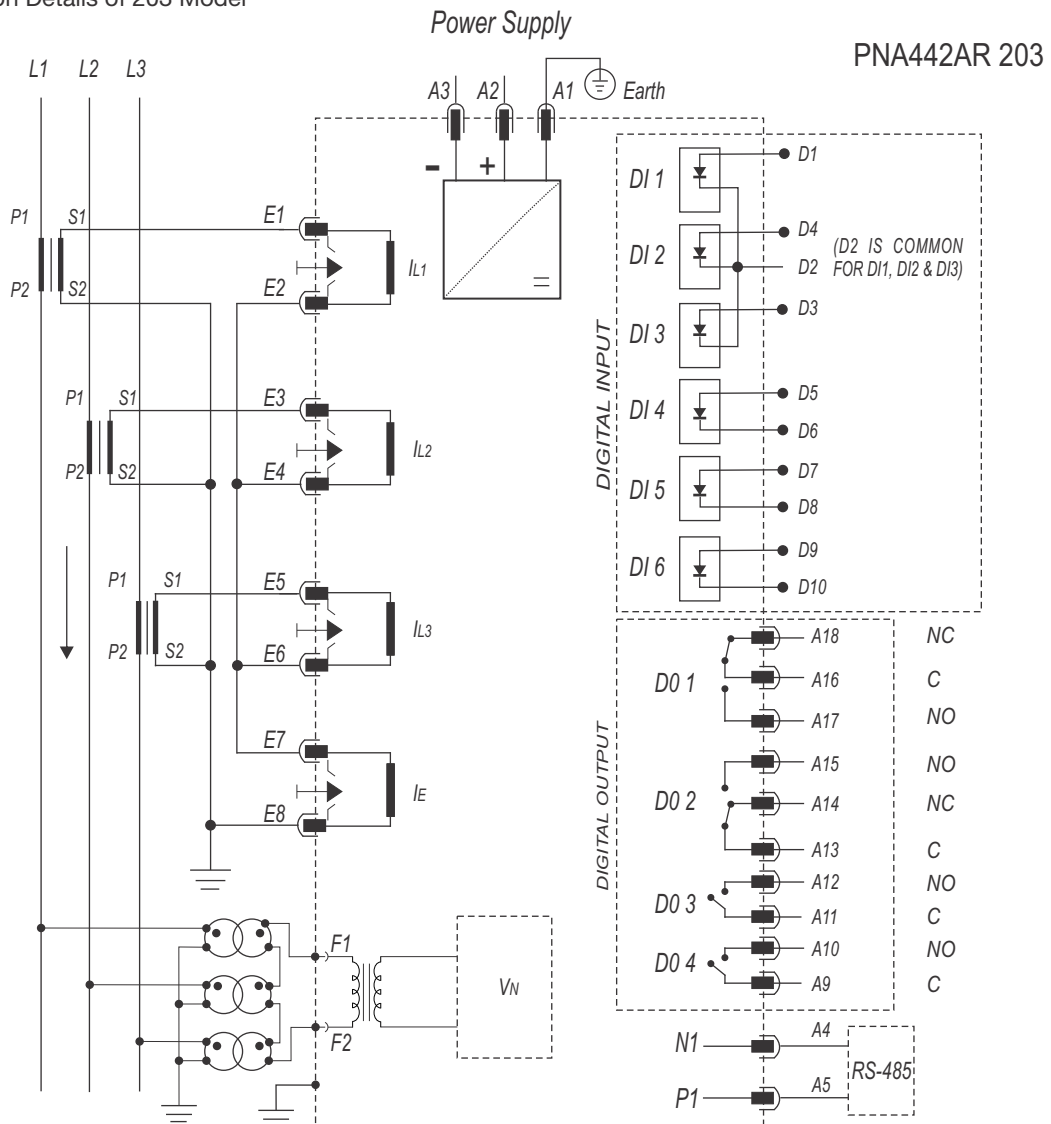 on Details of 203 Model
Power Supply
PNA442AR 203
L1 L2 L3
A3 A2 A1 Earth
- +
=
DIGITAL INPUT
DI 1 D1
DI 2 D4
D2
(D2 IS COMMON
FOR DI1, DI2 & DI3)
DI 3 D3
DI 4 D5
D6
DI 5 D7
D8
DI 6 D9
D10
P1 S1 E1
IL1
P2 S2 E2
P1 S1 E3
IL2
P2 S2 E4
P1 S1 E5
IL3
P2 S2 E6
E7
IE
E8
F1
VN
F2
DIGITAL OUTPUT
D0 1
A18 NC
A16 C
A17 NO
D0 2
A15 NO
A14 NC
A13 C
D0 3
A12 NO
A11 C
D0 4
A10 NO
A9 C
N1 A4
RS-485
P1 A5